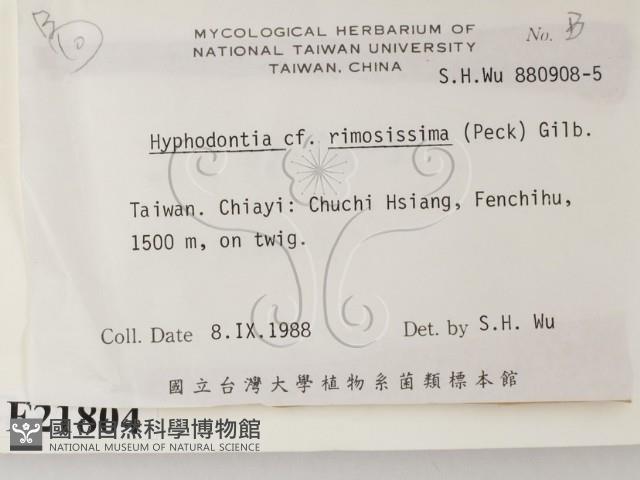 B
10
MYCOLOGICAL HERBARIUM OF
NATIONAL TAIWAN UNIVERSITY
TAIWAN, CHINA
No. B
S.H.Wu 880908-5
Hyphodontia cf. rimosissima (Peck) Gilb.
Taiwan. Chiayi: Chuchi Hsiang, Fenchihu,
1500 m, on twig.
Coll. Date 8.IX.1988 Det. by S.H. Wu
國立台灣大學植物系菌類標本館
F21804
國立自然科學博物館
NATIONAL MUSEUM OF NATURAL SCIENCE